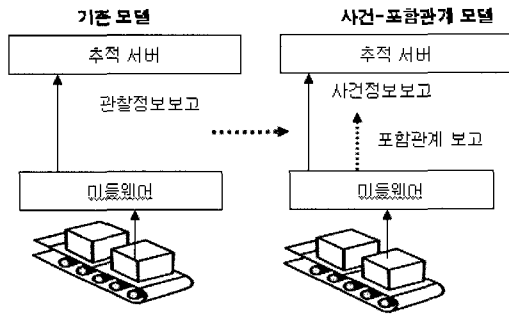 기존 모델
사건-포함관계 모델
추적 서버
추적 서버
관찰정보보고
사건정보보고
포함관계 보고
미들웨어
미들웨어